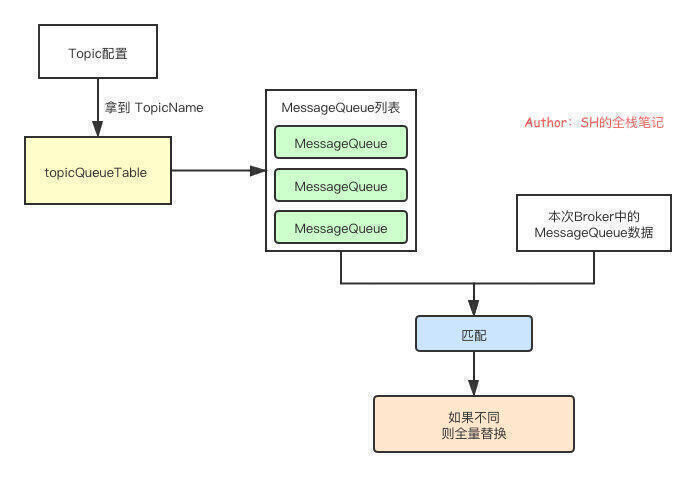 Topic配置
拿到 TopicName
topicQueueTable
MessageQueue列表
MessageQueue
MessageQueue
MessageQueue
Author: SH的全栈笔记
本次Broker中的
MessageQueue数据
匹配
如果不同
则全量替换